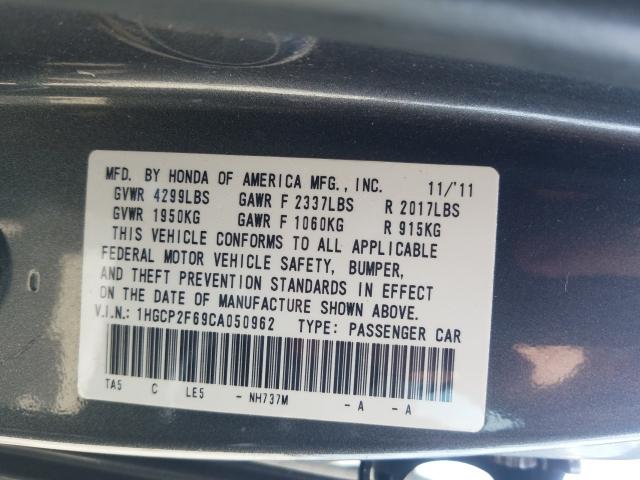 MFD. BY HONDA OF AMERICA MFG., INC. 11/'11
GVWR 4299LBS GAWR F 2337LBS R 2017LBS
GVWR 1950KG GAWR F 1060KG R 915KG
THIS VEHICLE CONFORMS TO ALL APPLICABLE
FEDERAL MOTOR VEHICLE SAFETY, BUMPER,
AND THEFT PREVENTION STANDARDS IN EFFECT
ON THE DATE OF MANUFACTURE SHOWN ABOVE.
V.I.N.: 1HGCP2F69CA050962 TYPE: PASSENGER CAR
TA5 C LE5 - NH737M - A - A